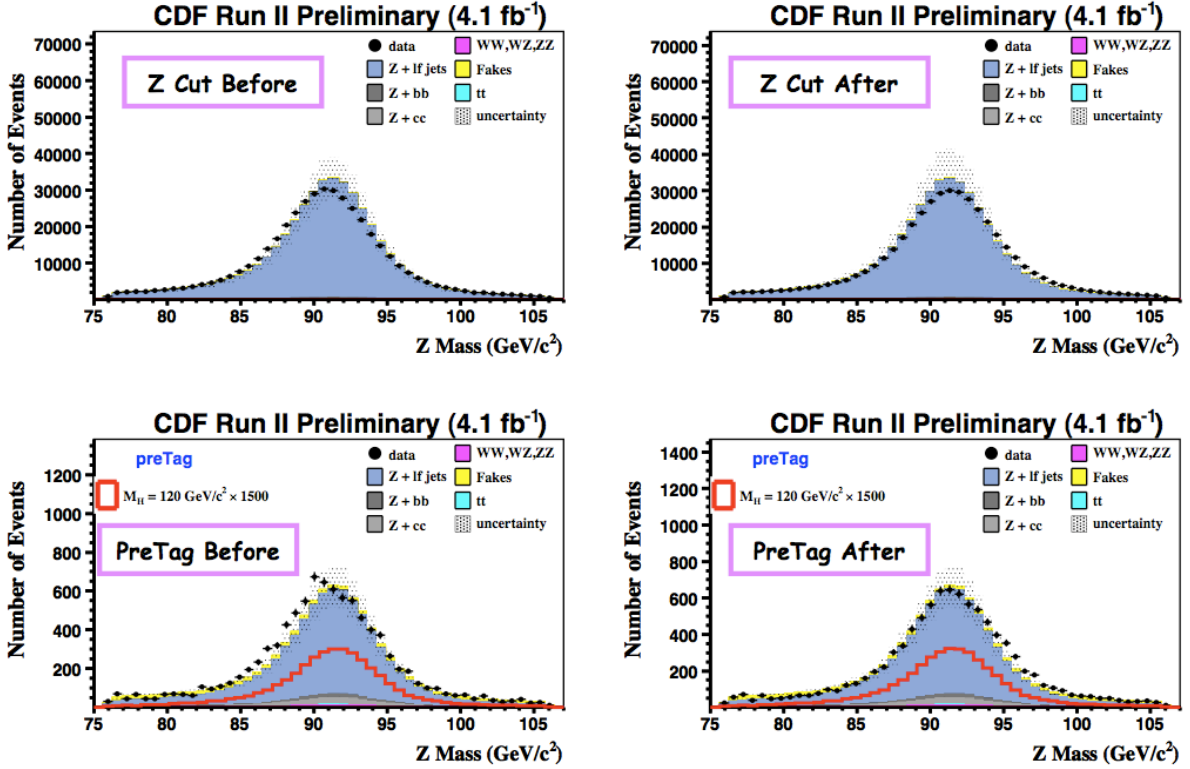 CDF Run II Preliminary (4.1 fb-1)
Number of Events
70000
60000
50000
40000
30000
20000
10000
Z Cut Before
data
Z + lf jets
Z + bb
Z + cc
WW,WZ,ZZ
Fakes
tt
uncertainty
75 80 85 90 95 100 105
Z Mass (GeV/c2)
CDF Run II Preliminary (4.1 fb-1)
Number of Events
70000
60000
50000
40000
30000
20000
10000
Z Cut After
data
Z + lf jets
Z + bb
Z + cc
WW,WZ,ZZ
Fakes
tt
uncertainty
75 80 85 90 95 100 105
Z Mass (GeV/c2)
CDF Run II Preliminary (4.1 fb-1)
Number of Events
1200
1000
800
600
400
200
preTag
MH = 120 GeV/c2 × 1500
PreTag Before
data
Z + lf jets
Z + bb
Z + cc
WW,WZ,ZZ
Fakes
tt
uncertainty
75 80 85 90 95 100 105
Z Mass (GeV/c2)
CDF Run II Preliminary (4.1 fb-1)
Number of Events
1400
1200
1000
800
600
400
200
preTag
MH = 120 GeV/c2 × 1500
PreTag After
data
Z + lf jets
Z + bb
Z + cc
WW,WZ,ZZ
Fakes
tt
uncertainty
75 80 85 90 95 100 105
Z Mass (GeV/c2)